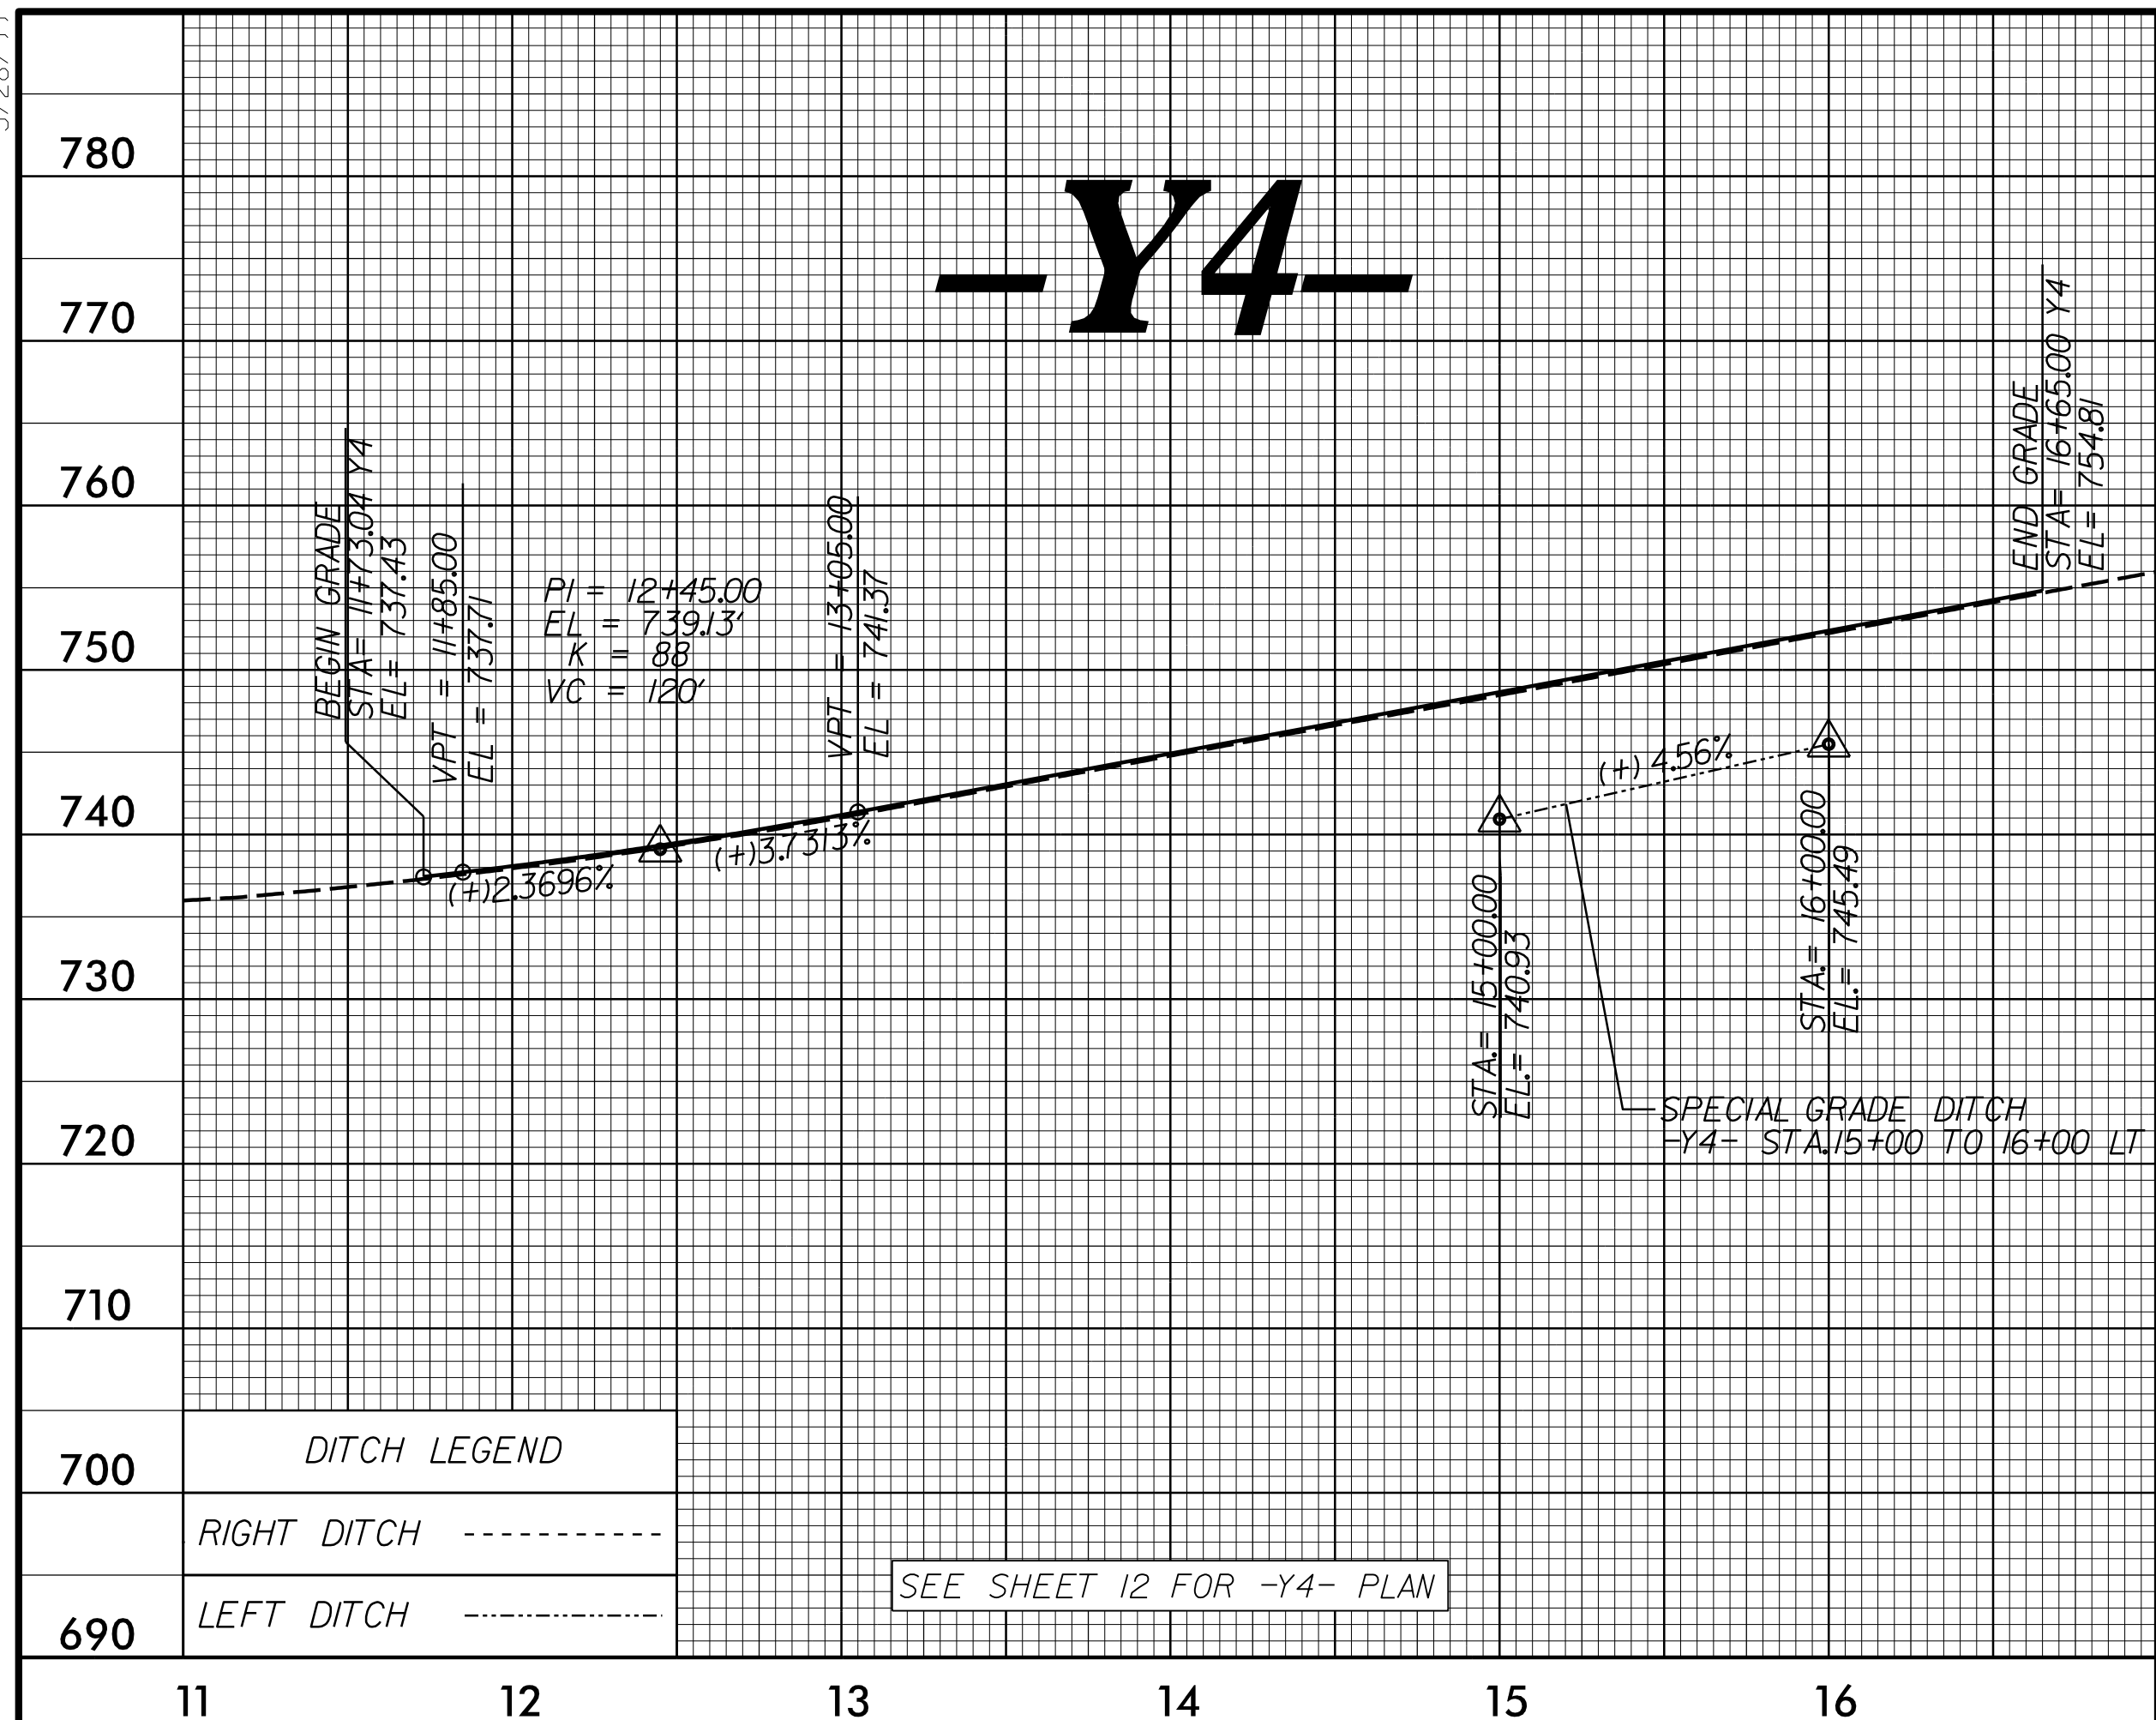 -Y4-
780
770
760
750
740
730
720
710
700
690
BEGIN GRADE
STA= 11+73.04 Y4
EL= 737.43
VPT = 11+85.00
EL = 737.71
PI = 12+45.00
EL = 739.13'
K = 88
VC = 120'
VPT = 13+05.00
EL = 741.37
END GRADE
STA= 16+65.00 Y4
EL= 754.81
(+)2.3696%
(+)3.7313%
(+) 4.56%
STA.= 15+00.00
EL.= 740.93
STA.= 16+00.00
EL.= 745.49
SPECIAL GRADE DITCH
-Y4- STA.15+00 TO 16+00 LT
DITCH LEGEND
RIGHT DITCH
LEFT DITCH
SEE SHEET 12 FOR -Y4- PLAN
11 12 13 14 15 16